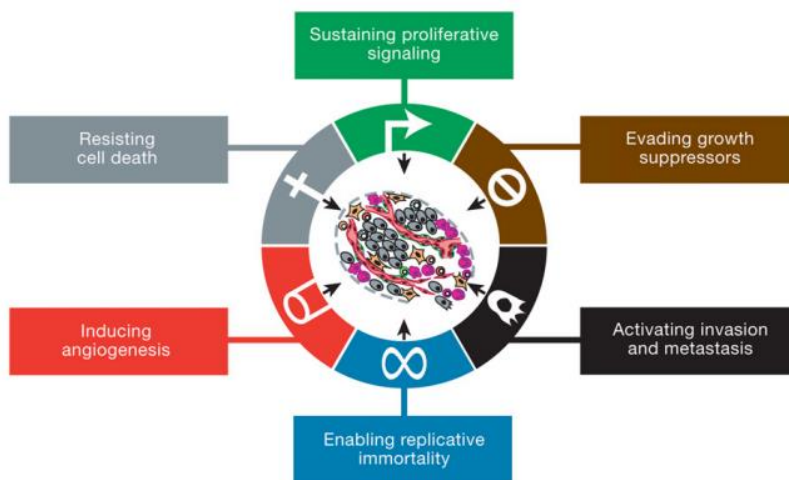 Sustaining proliferative
signaling
Resisting
cell death
Evading growth
suppressors
Inducing
angiogenesis
Activating invasion
and metastasis
Enabling replicative
immortality